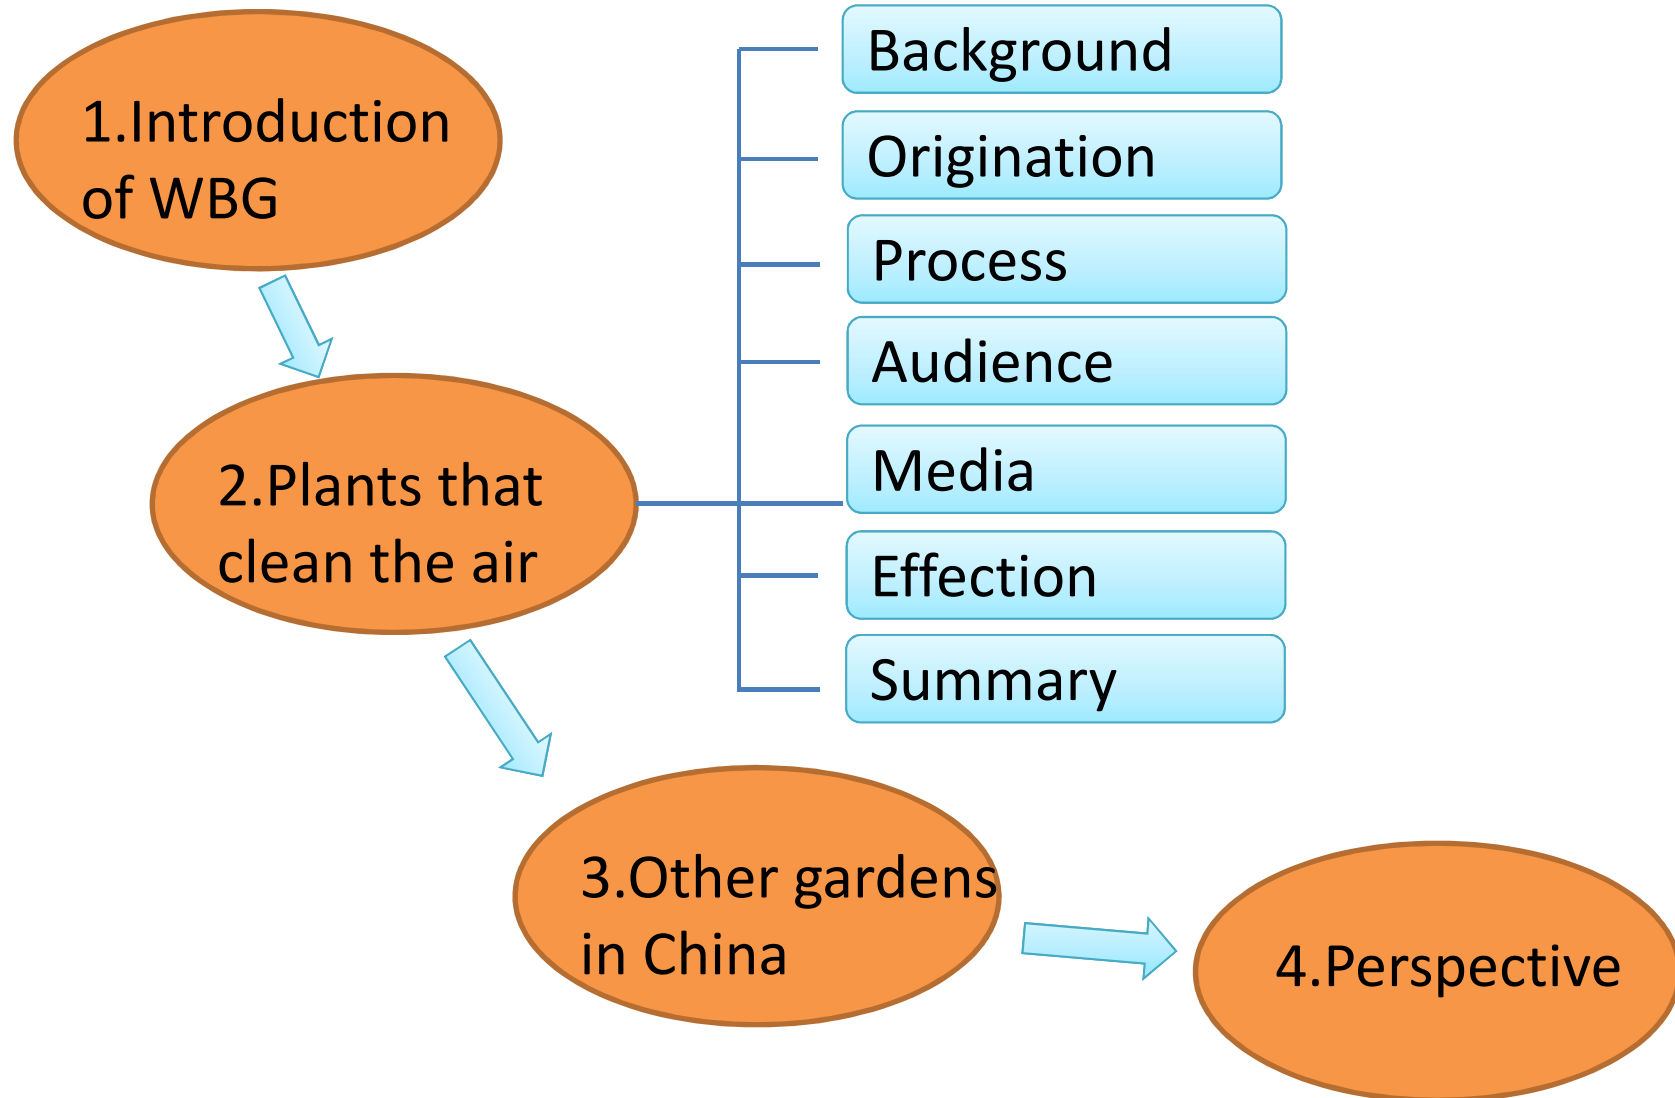 1.Introduction
of WBG
2.Plants that
clean the air
Background
Origination
Process
Audience
Media
Effection
Summary
3.Other gardens
in China
4.Perspective